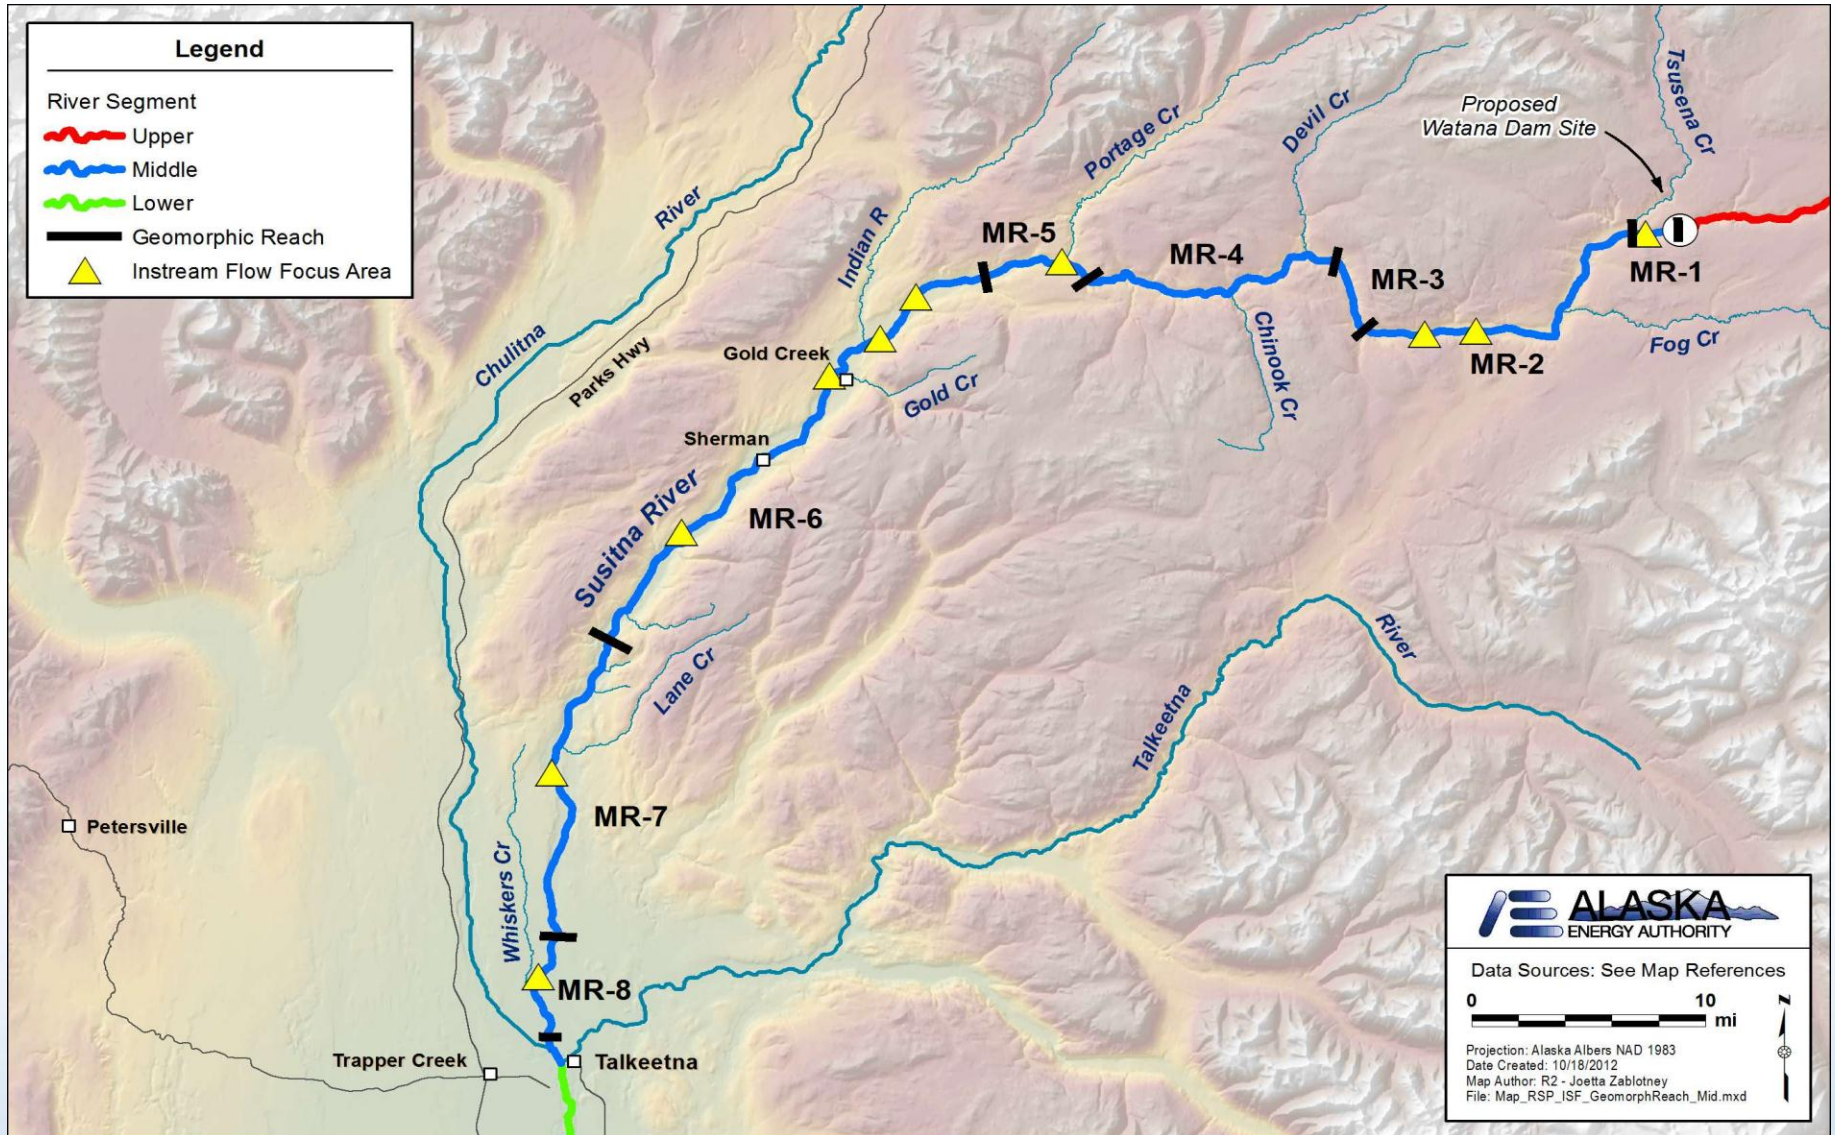 Legend
River Segment
Upper
Middle
Lower
Geomorphic Reach
Instream Flow Focus Area
Chulitna
River
Parks Hwy
Indian R
Portage Cr
Devil Cr
Proposed
Watana Dam Site
Tsusena Cr
MR-5
MR-4
MR-3
MR-2
MR-1
Fog Cr
Chinook Cr
Gold Creek
Gold Cr
Sherman
Susitna River
MR-6
Lane Cr
Talkeetna
River
Petersville
MR-7
Whiskers Cr
MR-8
Trapper Creek
Talkeetna
ALASKA
ENERGY AUTHORITY
Data Sources: See Map References
0 10
mi
N
Projection: Alaska Albers NAD 1983
Date Created: 10/18/2012
Map Author: R2 - Joetta Zablotney
File: Map_RSP_ISF_GeomorphReach_Mid.mxd